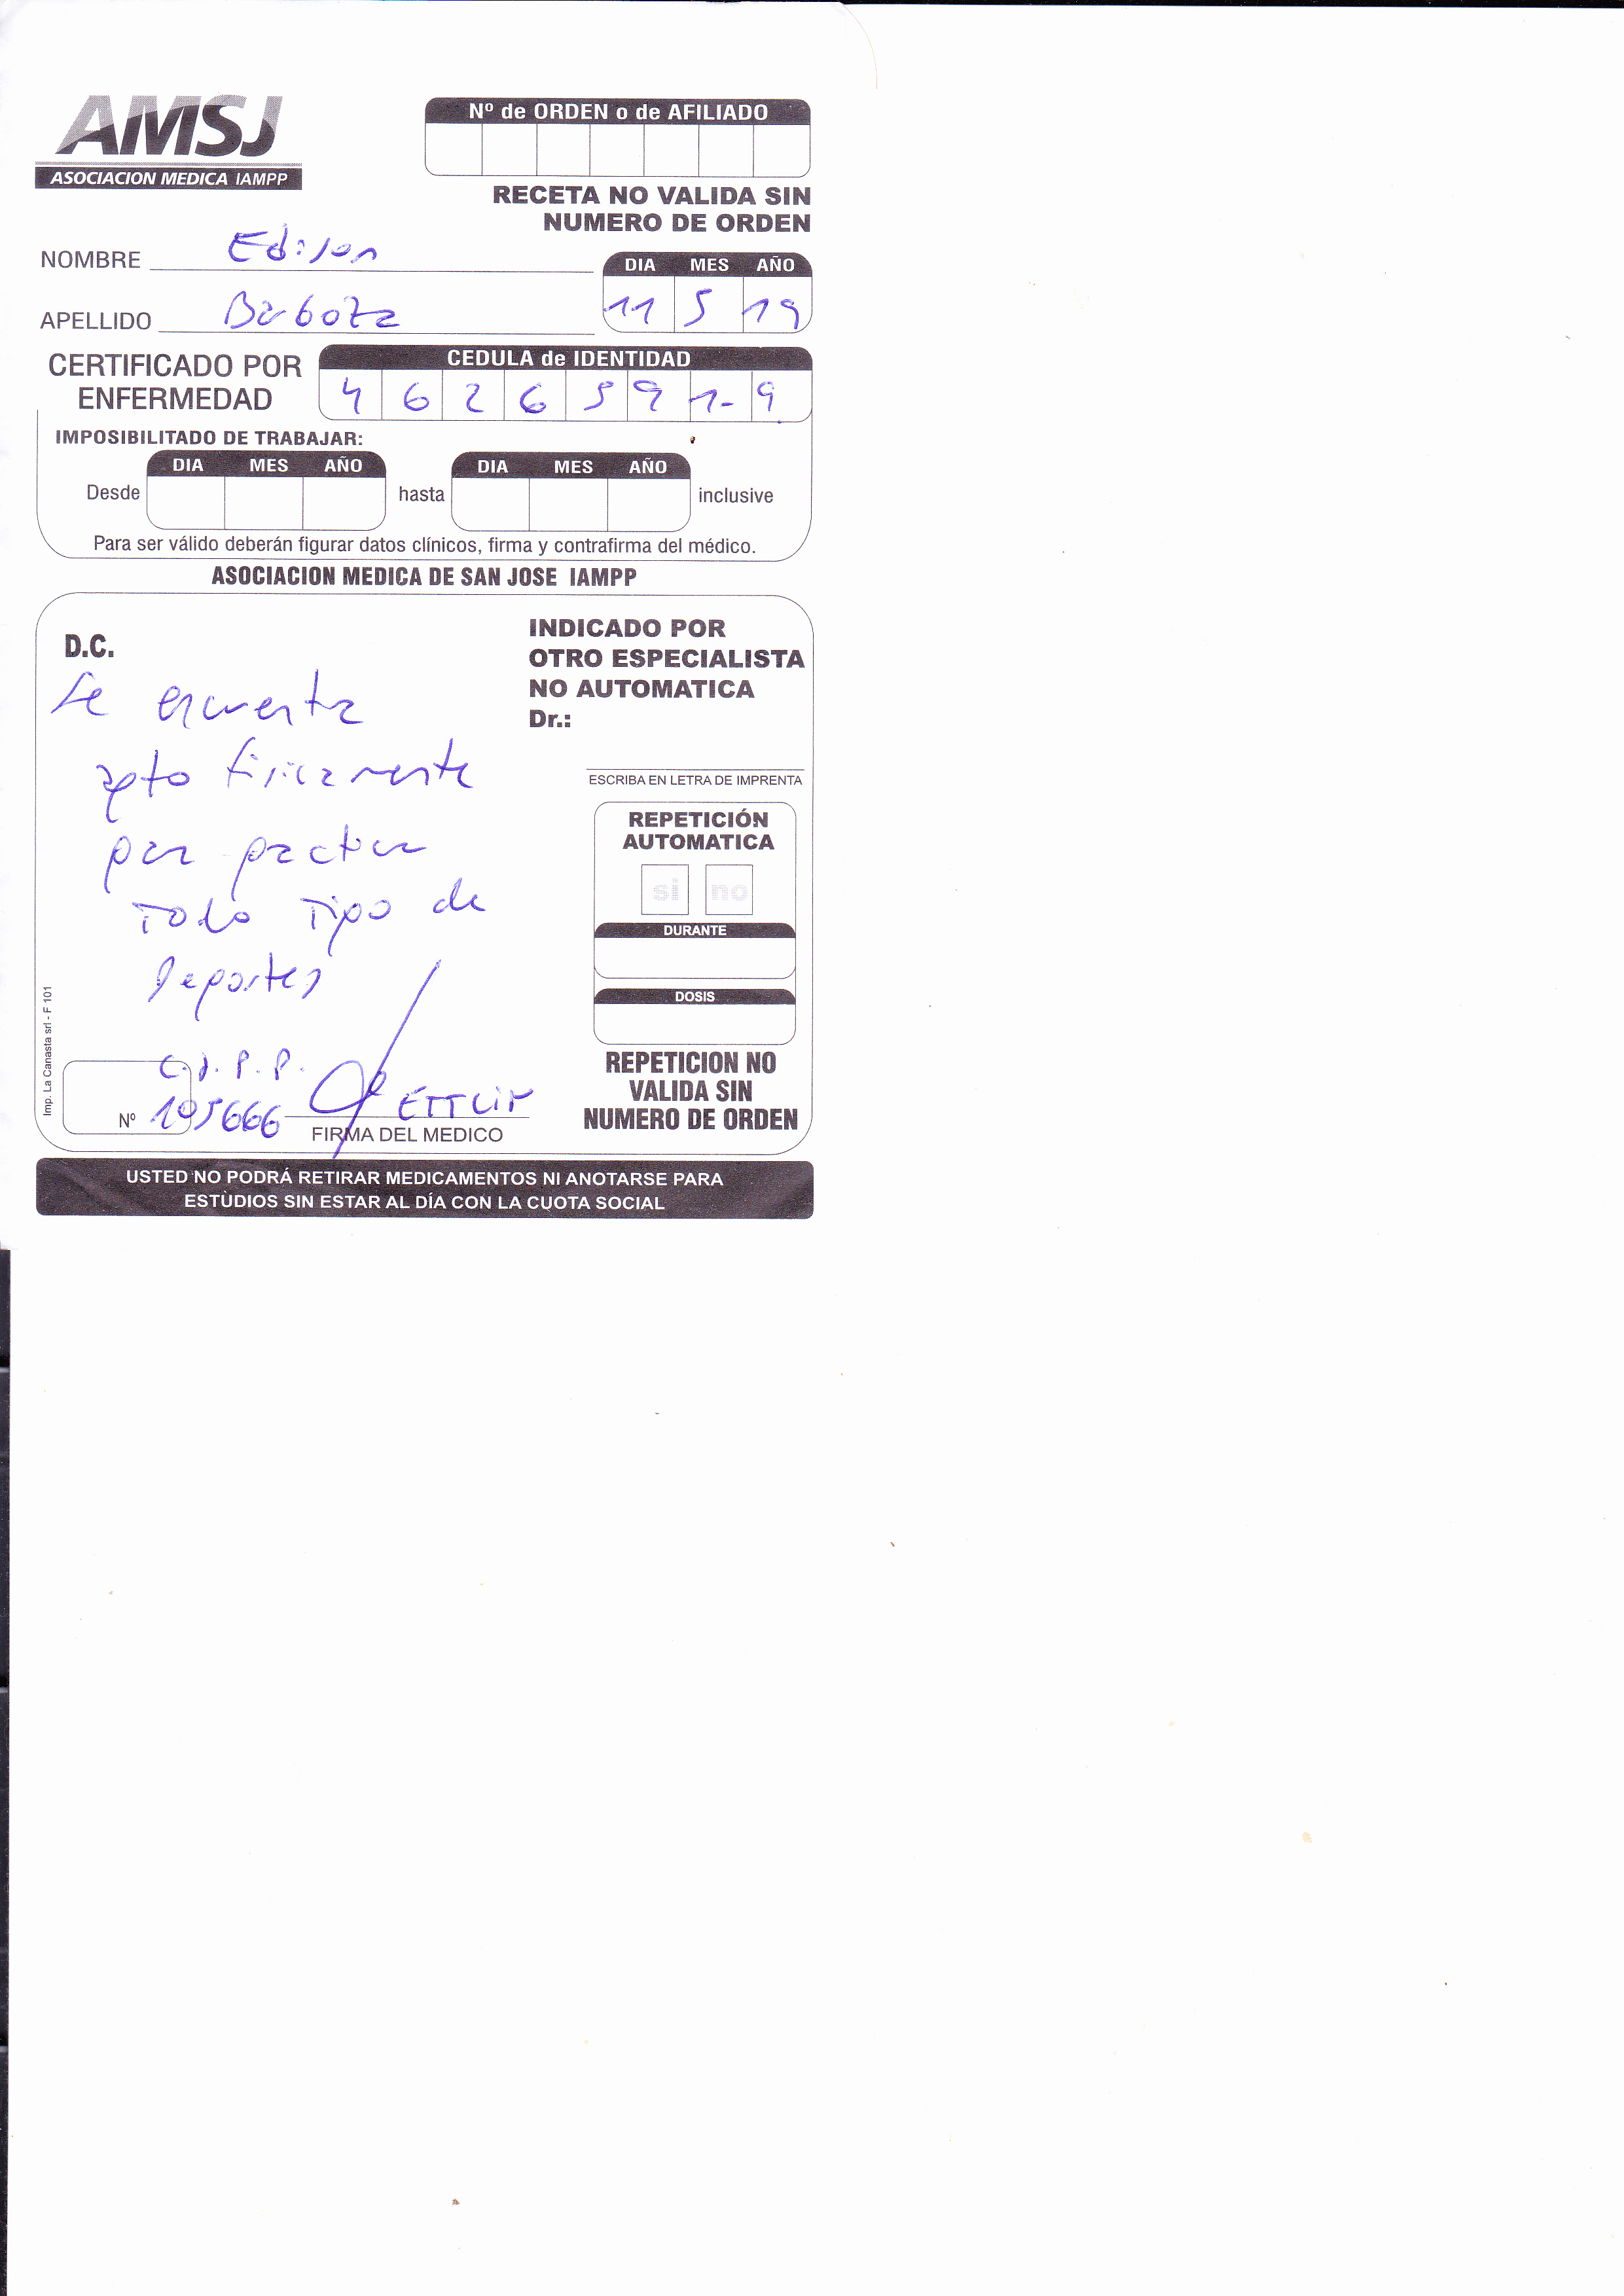 AMSJ
ASOCIACION MEDICA IAMPP
Nº de ORDEN o de AFILIADO
RECETA NO VALIDA SIN
NUMERO DE ORDEN
NOMBRE Edison
APELLIDO Barboza
DIA MES AÑO
11 5 19
CERTIFICADO POR
ENFERMEDAD
CEDULA de IDENTIDAD
4 6 2 6 5 9 1- 9
IMPOSIBILITADO DE TRABAJAR:
Desde DIA MES AÑO hasta DIA MES AÑO inclusive
Para ser válido deberán figurar datos clínicos, firma y contrafirma del médico.
ASOCIACION MEDICA DE SAN JOSE IAMPP
D.C.
Se encuentra
apto fisicamente
para practicar
Todo Tipo de
deportes
C.J.P.P.
Nº 105666
ETTLIN
FIRMA DEL MEDICO
INDICADO POR
OTRO ESPECIALISTA
NO AUTOMATICA
Dr.:
ESCRIBA EN LETRA DE IMPRENTA
REPETICIÓN
AUTOMATICA
si no
DURANTE
DOSIS
REPETICION NO
VALIDA SIN
NUMERO DE ORDEN
Imp. La Canasta srl - F 101
USTED NO PODRÁ RETIRAR MEDICAMENTOS NI ANOTARSE PARA
ESTÙDIOS SIN ESTAR AL DÍA CON LA CUOTA SOCIAL